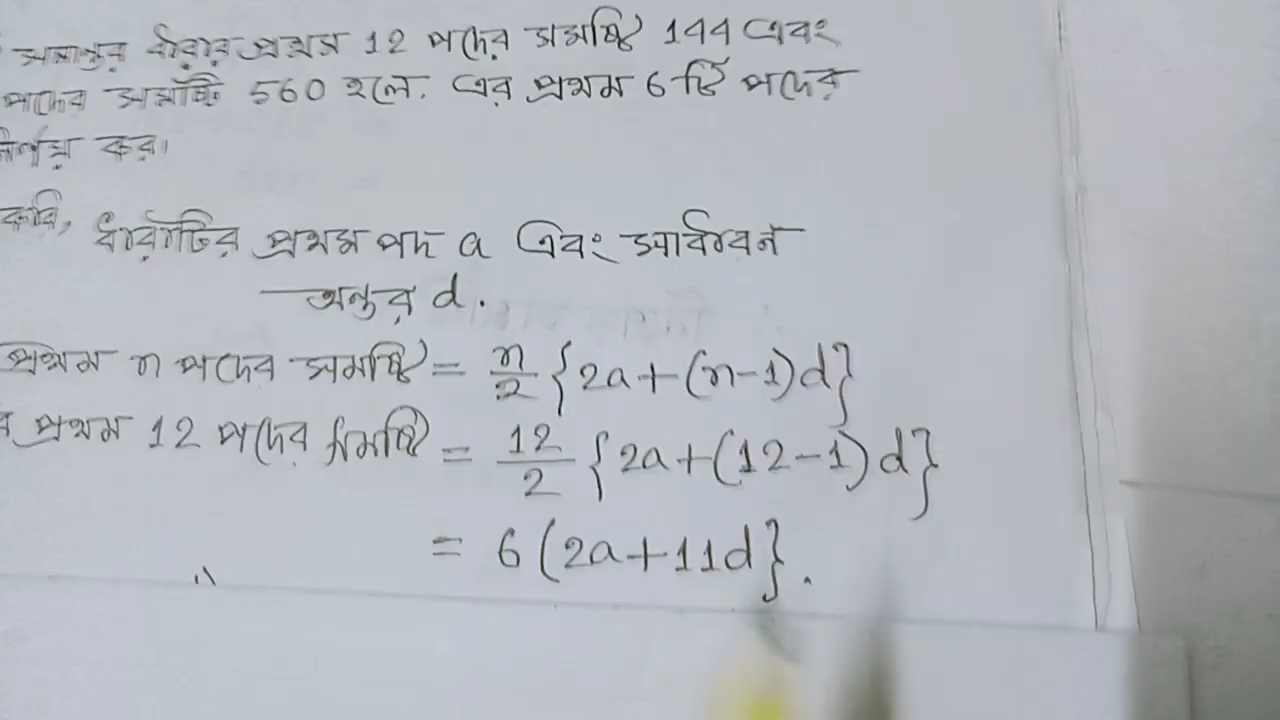 সমান্তর ধারার প্রথম 12 পদের সমষ্টি 144 এবং
পদের সমষ্টি 560 হলে. এর প্রথম 6 টি পদের
নির্ণয় কর।
করি, ধারাটির প্রথম পদ a এবং সাধারন
অন্তর d.
প্রথম n পদের সমষ্টি = n/2 {2a+(n-1)d}
র প্রথম 12 পদের সমষ্টি = 12/2 {2a+(12-1)d}
= 6 (2a+11d}.